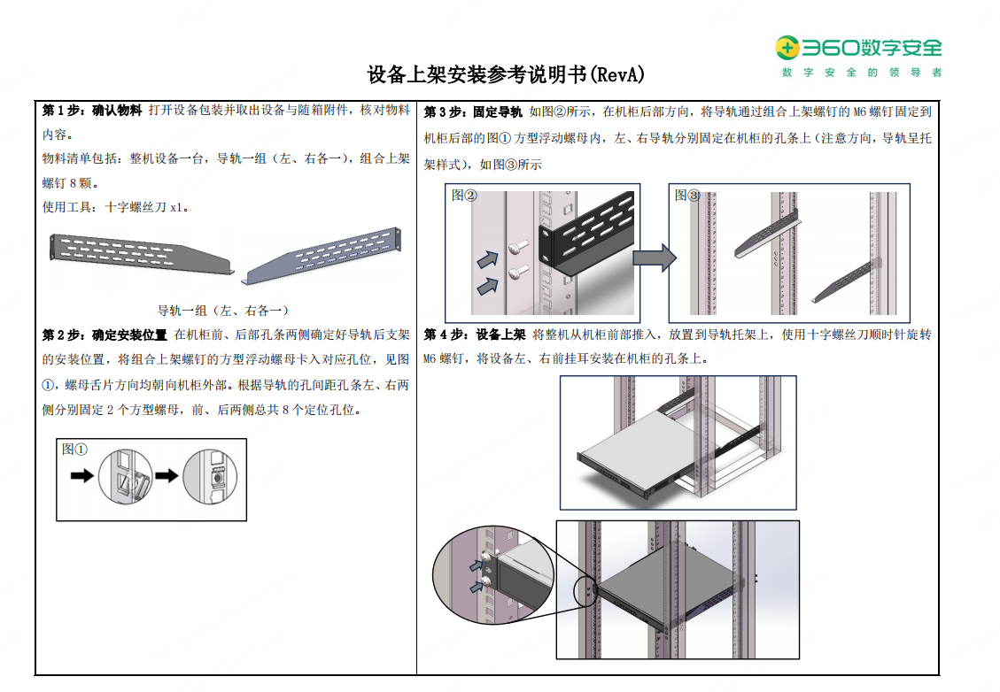 360数字安全
数字安全的领导者
设备上架安装参考说明书(RevA)
第1步：确认物料 打开设备包装并取出设备与随箱附件，核对物料
内容。
物料清单包括：整机设备一台，导轨一组（左、右各一），组合上架
螺钉8颗。
使用工具：十字螺丝刀x1。
导轨一组（左、右各一）
第2步：确定安装位置 在机柜前、后部孔条两侧确定好导轨后支架
的安装位置，将组合上架螺钉的方型浮动螺母卡入对应孔位，见图
①，螺母舌片方向均朝向机柜外部。根据导轨的孔间距孔条左、右两
侧分别固定2个方型螺母，前、后两侧总共8个定位孔位。
图①
第3步：固定导轨 如图②所示，在机柜后部方向，将导轨通过组合上架螺钉的M6螺钉固定到
机柜后部的图①方型浮动螺母内，左、右导轨分别固定在机柜的孔条上（注意方向，导轨呈托
架样式），如图③所示
图②
图③
第4步：设备上架 将整机从机柜前部推入，放置到导轨托架上，使用十字螺丝刀顺时针旋转
M6螺钉，将设备左、右前挂耳安装在机柜的孔条上。